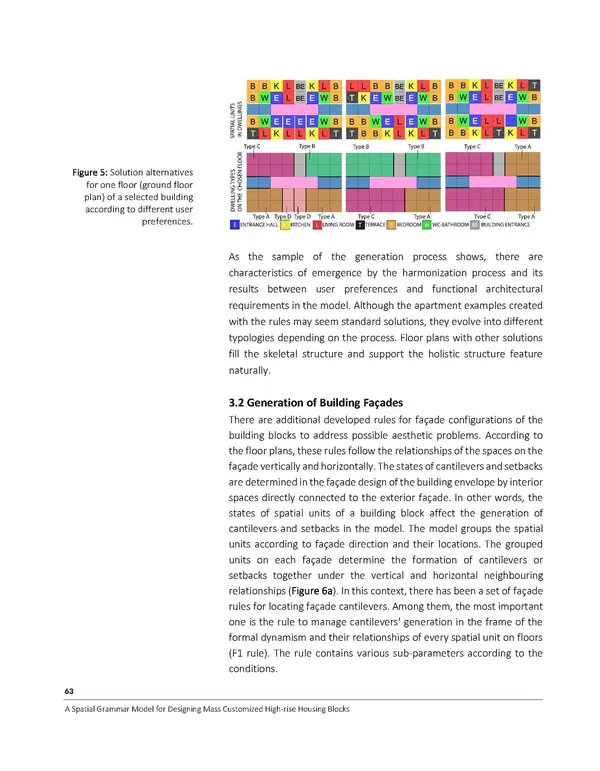 B B K L BE K L B
B W E L BE E W B
B W E E E E W B
T L K L L K L T
L L B B BE K L B
T K E W BE E W B
B B W E L E W B
T B B K L K L T
B B K L BE K L T
B W E L BE E W B
B W E L L W B
B B K L T K L T
SPATIAL UNITS
IN DWELLINGS
DWELLING TYPES
ON THE CHOSEN FLOOR
Type C Type B Type B Type B Type C Type A
Type A Type D Type D Type A Type C Type A Type C Type A
E ENTRANCE HALL KITCHEN L LIVING ROOM T TERRACE B BEDROOM W WC-BATHROOM BE BUILDING ENTRANCE
Figure 5: Solution alternatives
for one floor (ground floor
plan) of a selected building
according to different user
preferences.
As the sample of the generation process shows, there are
characteristics of emergence by the harmonization process and its
results between user preferences and functional architectural
requirements in the model. Although the apartment examples created
with the rules may seem standard solutions, they evolve into different
typologies depending on the process. Floor plans with other solutions
fill the skeletal structure and support the holistic structure feature
naturally.
3.2 Generation of Building Façades
There are additional developed rules for façade configurations of the
building blocks to address possible aesthetic problems. According to
the floor plans, these rules follow the relationships of the spaces on the
façade vertically and horizontally. The states of cantilevers and setbacks
are determined in the façade design of the building envelope by interior
spaces directly connected to the exterior façade. In other words, the
states of spatial units of a building block affect the generation of
cantilevers and setbacks in the model. The model groups the spatial
units according to façade direction and their locations. The grouped
units on each façade determine the formation of cantilevers or
setbacks together under the vertical and horizontal neighbouring
relationships (Figure 6a). In this context, there has been a set of façade
rules for locating façade cantilevers. Among them, the most important
one is the rule to manage cantilevers' generation in the frame of the
formal dynamism and their relationships of every spatial unit on floors
(F1 rule). The rule contains various sub-parameters according to the
conditions.
63
A Spatial Grammar Model for Designing Mass Customized High-rise Housing Blocks